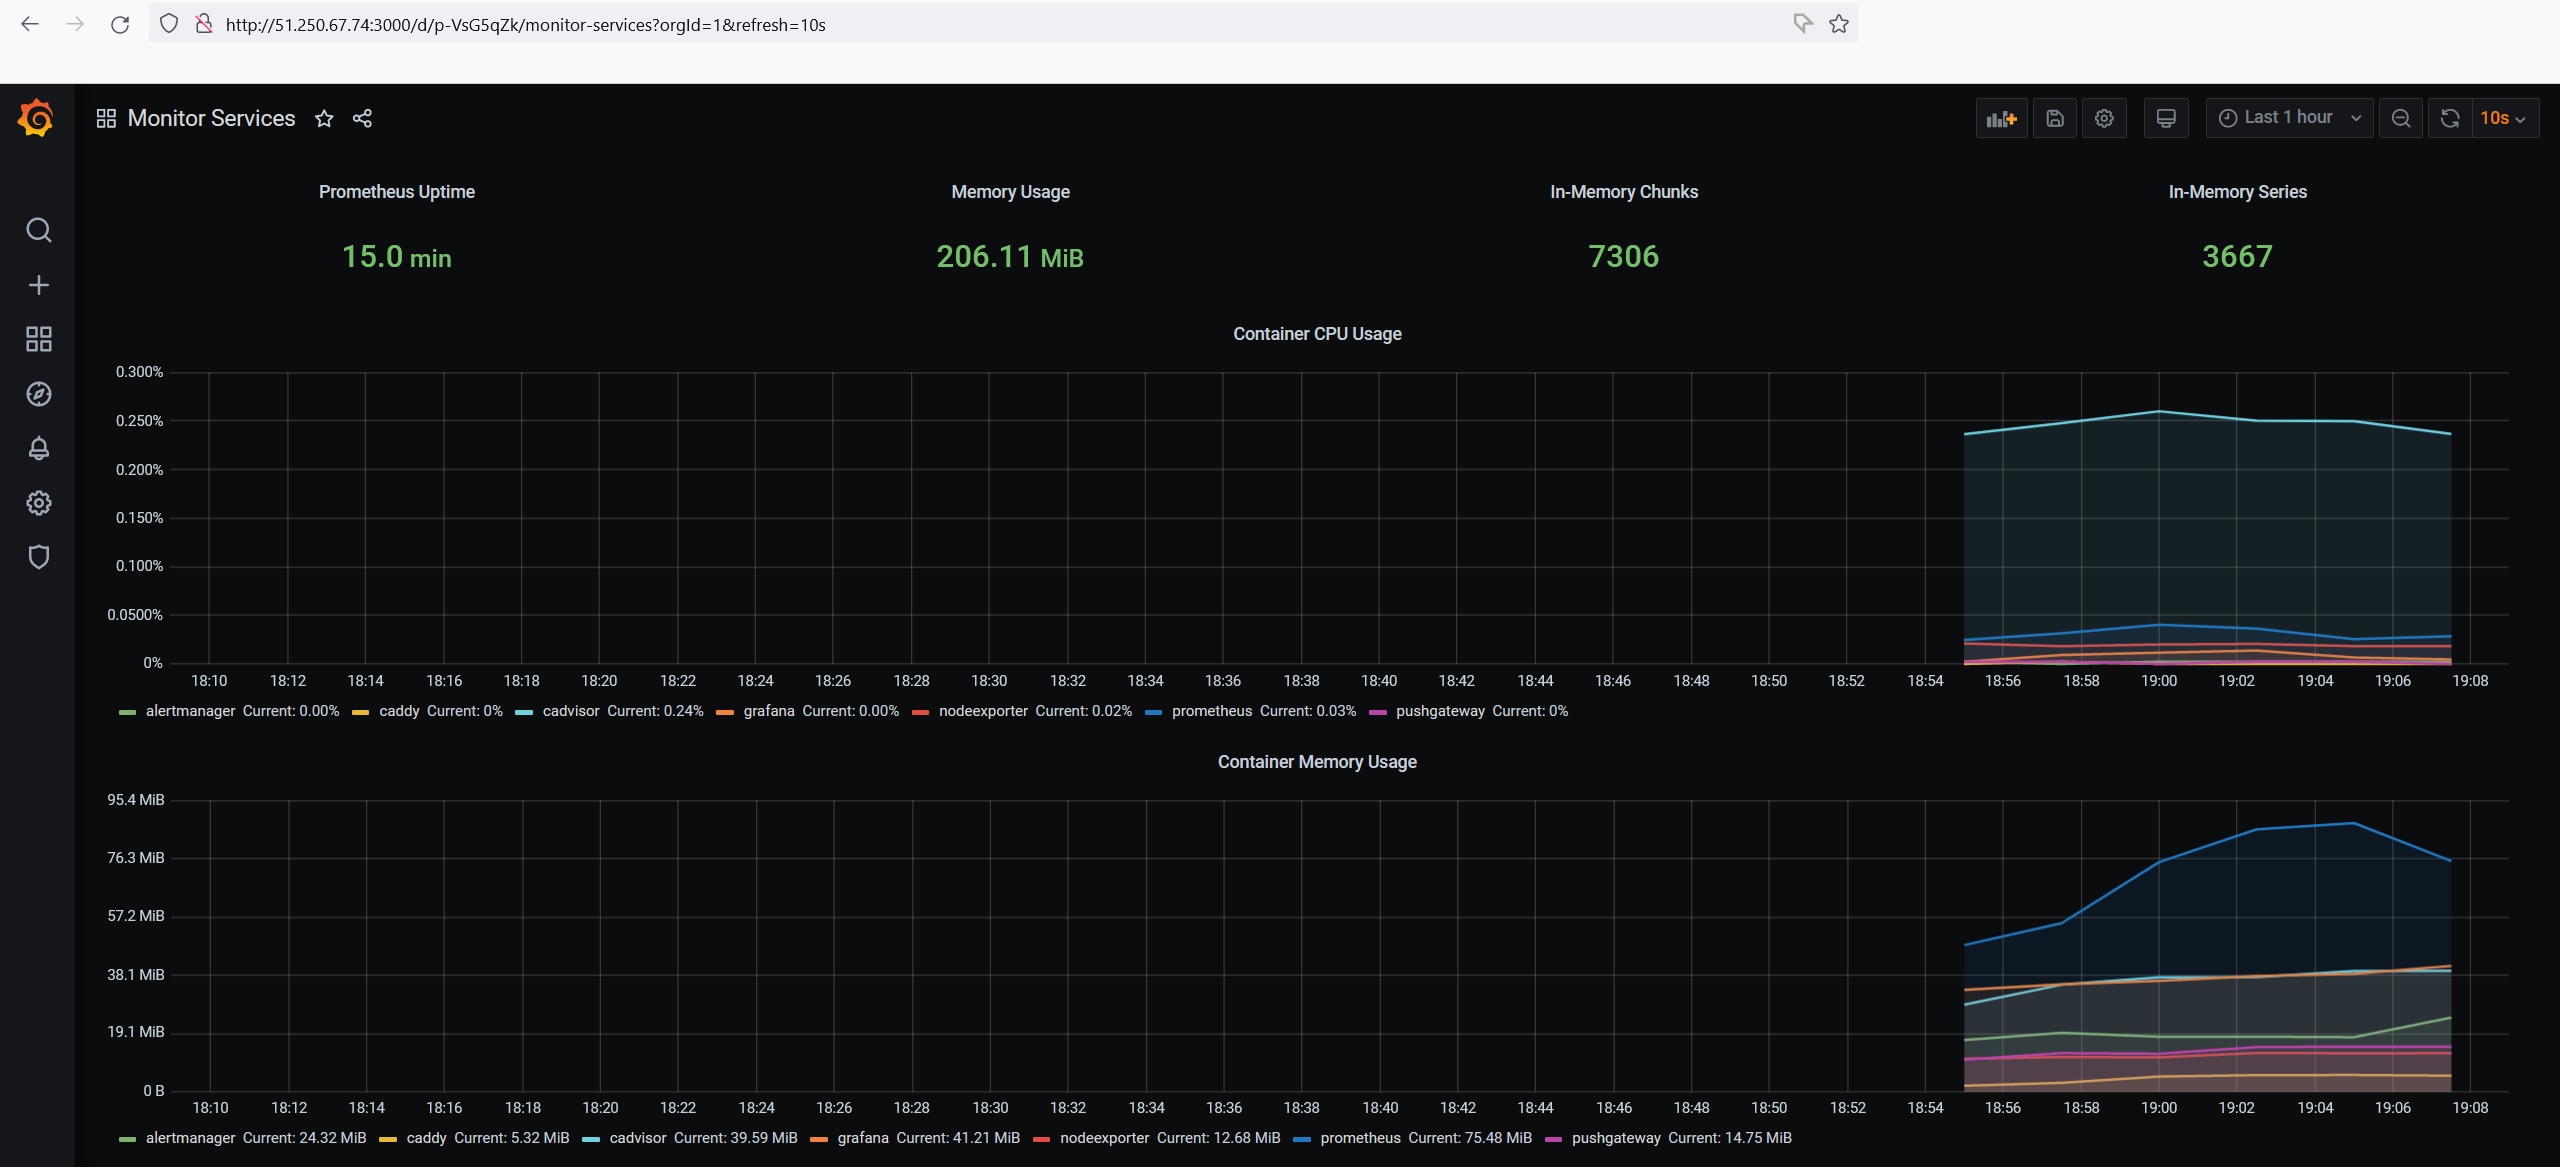 http://51.250.67.74:3000/d/p-VsG5qZk/monitor-services?orgId=1&refresh=10s
Monitor Services
Last 1 hour
10s
Prometheus Uptime
Memory Usage
In-Memory Chunks
In-Memory Series
15.0 min
206.11 MiB
7306
3667
Container CPU Usage
0.300%
0.250%
0.200%
0.150%
0.100%
0.0500%
0%
18:10 18:12 18:14 18:16 18:18 18:20 18:22 18:24 18:26 18:28 18:30 18:32 18:34 18:36 18:38 18:40 18:42 18:44 18:46 18:48 18:50 18:52 18:54 18:56 18:58 19:00 19:02 19:04 19:06 19:08
alertmanager Current: 0.00% caddy Current: 0% cadvisor Current: 0.24% grafana Current: 0.00% nodeexporter Current: 0.02% prometheus Current: 0.03% pushgateway Current: 0%
Container Memory Usage
95.4 MiB
76.3 MiB
57.2 MiB
38.1 MiB
19.1 MiB
0 B
18:10 18:12 18:14 18:16 18:18 18:20 18:22 18:24 18:26 18:28 18:30 18:32 18:34 18:36 18:38 18:40 18:42 18:44 18:46 18:48 18:50 18:52 18:54 18:56 18:58 19:00 19:02 19:04 19:06 19:08
alertmanager Current: 24.32 MiB caddy Current: 5.32 MiB cadvisor Current: 39.59 MiB grafana Current: 41.21 MiB nodeexporter Current: 12.68 MiB prometheus Current: 75.48 MiB pushgateway Current: 14.75 MiB